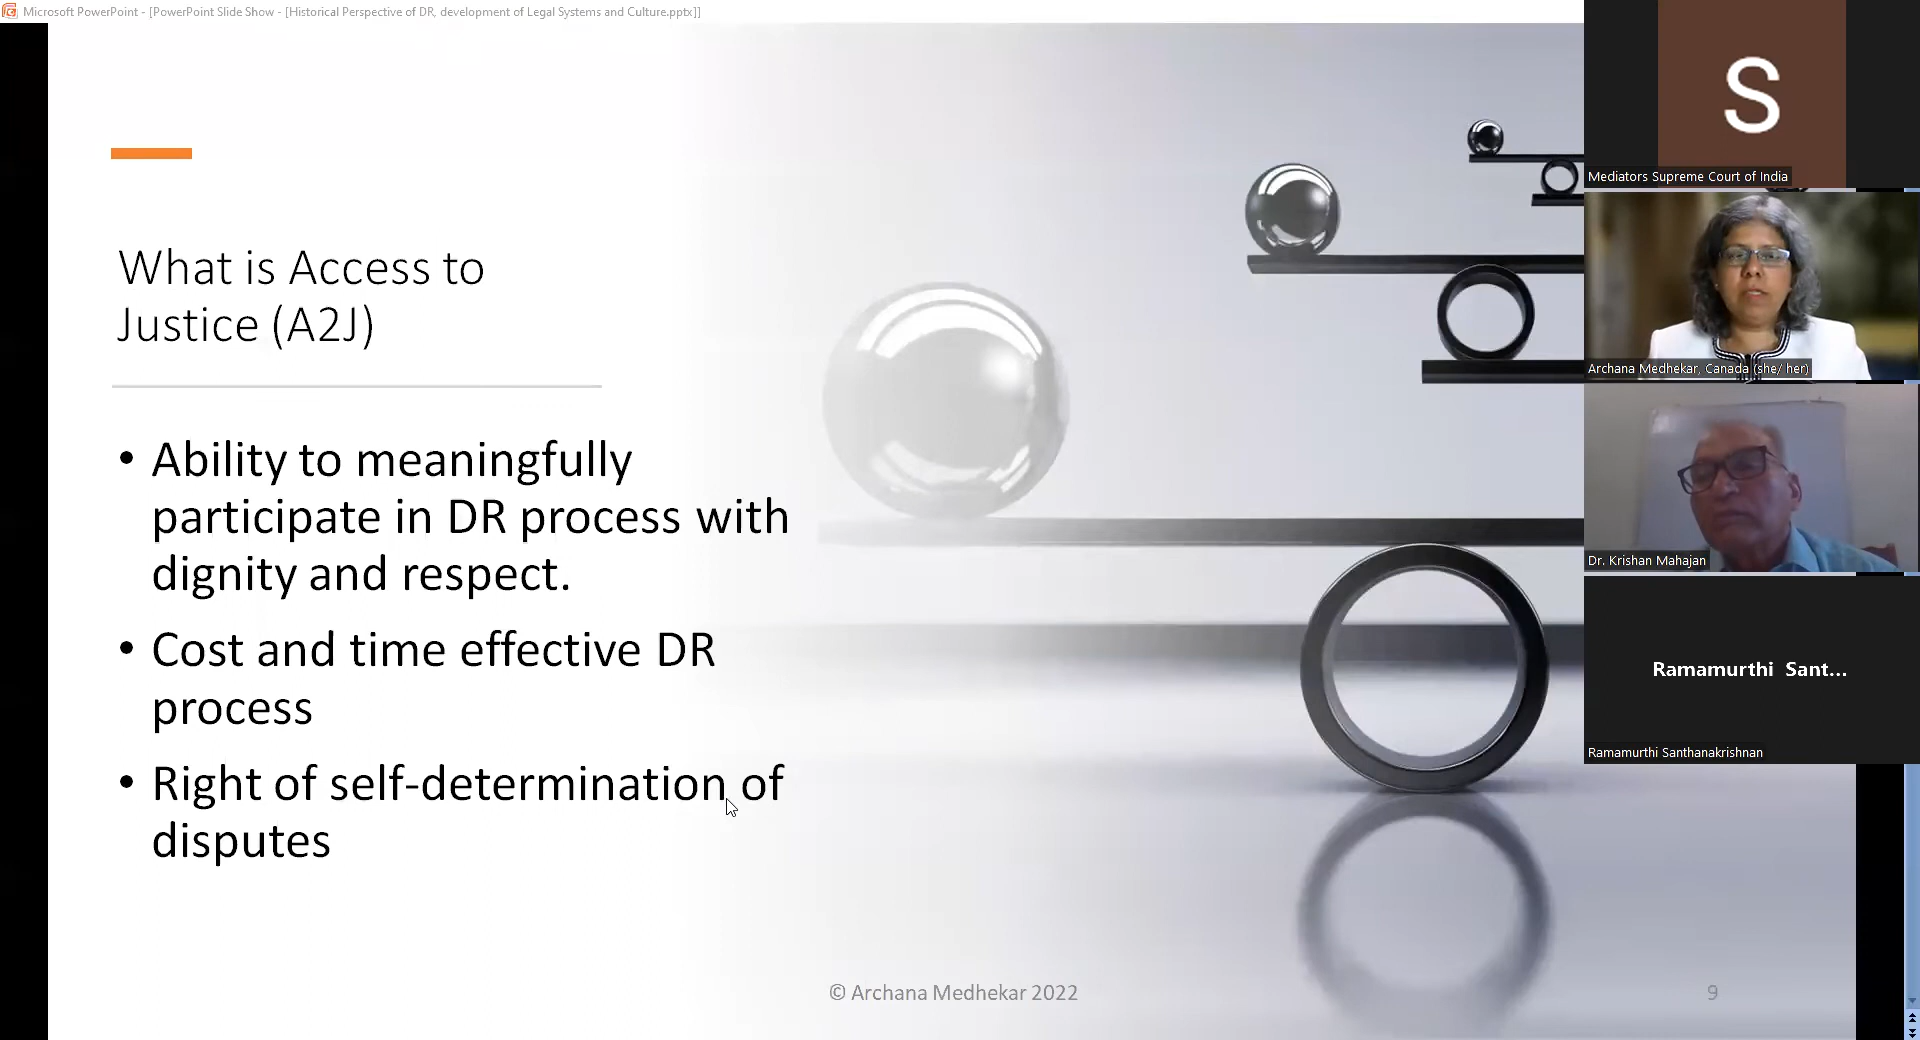 Microsoft PowerPoint - [PowerPoint Slide Show - [Historical Perspective of DR, development of Legal Systems and Culture.pptx]]
What is Access to
Justice (A2J)
• Ability to meaningfully
participate in DR process with
dignity and respect.
• Cost and time effective DR
process
• Right of self-determination of
disputes
© Archana Medhekar 2022
9
S
Mediators Supreme Court of India
Archana Medhekar, Canada (she/ her)
Dr. Krishan Mahajan
Ramamurthi Sant...
Ramamurthi Santhanakrishnan